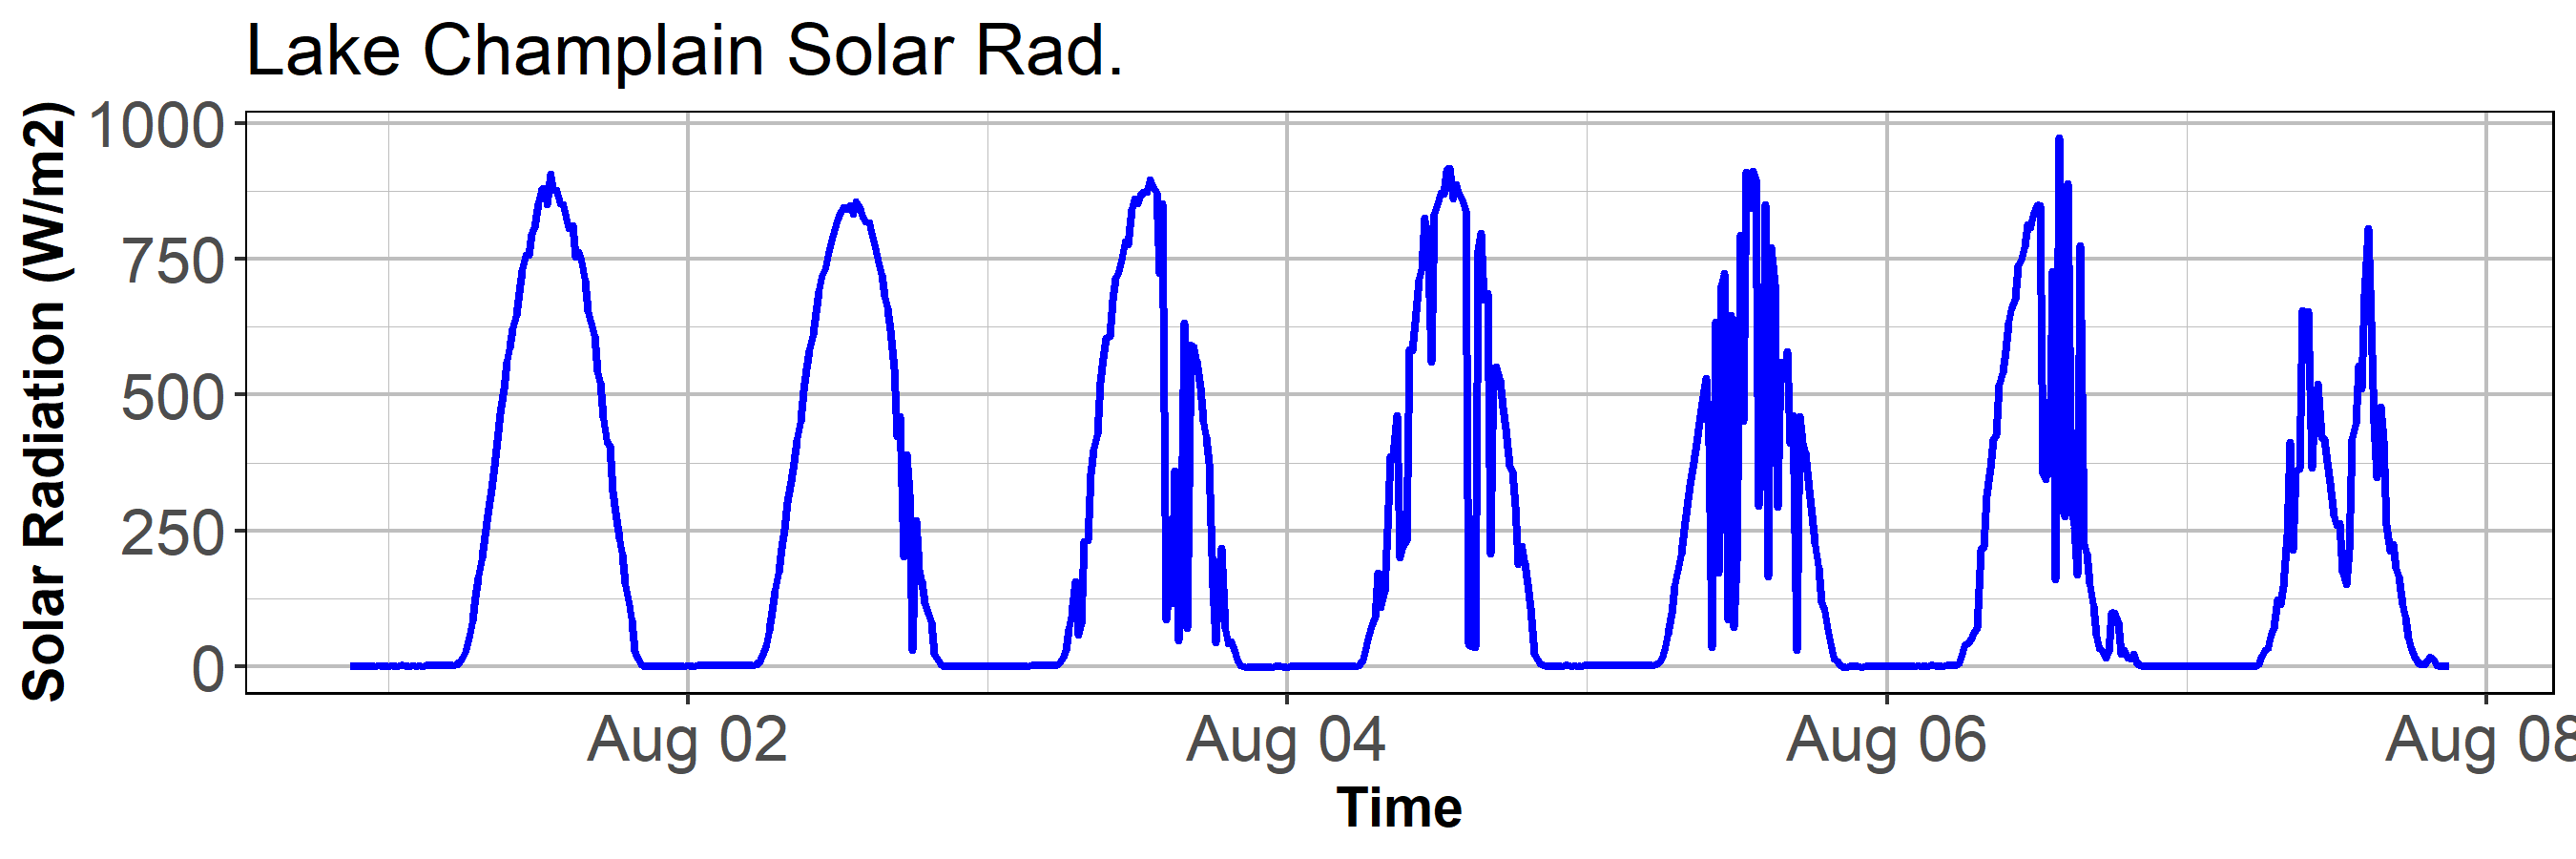 Lake Champlain Solar Rad.
Solar Radiation (W/m2)
1000
750
500
250
0
Aug 02 Aug 04 Aug 06 Aug 08
Time